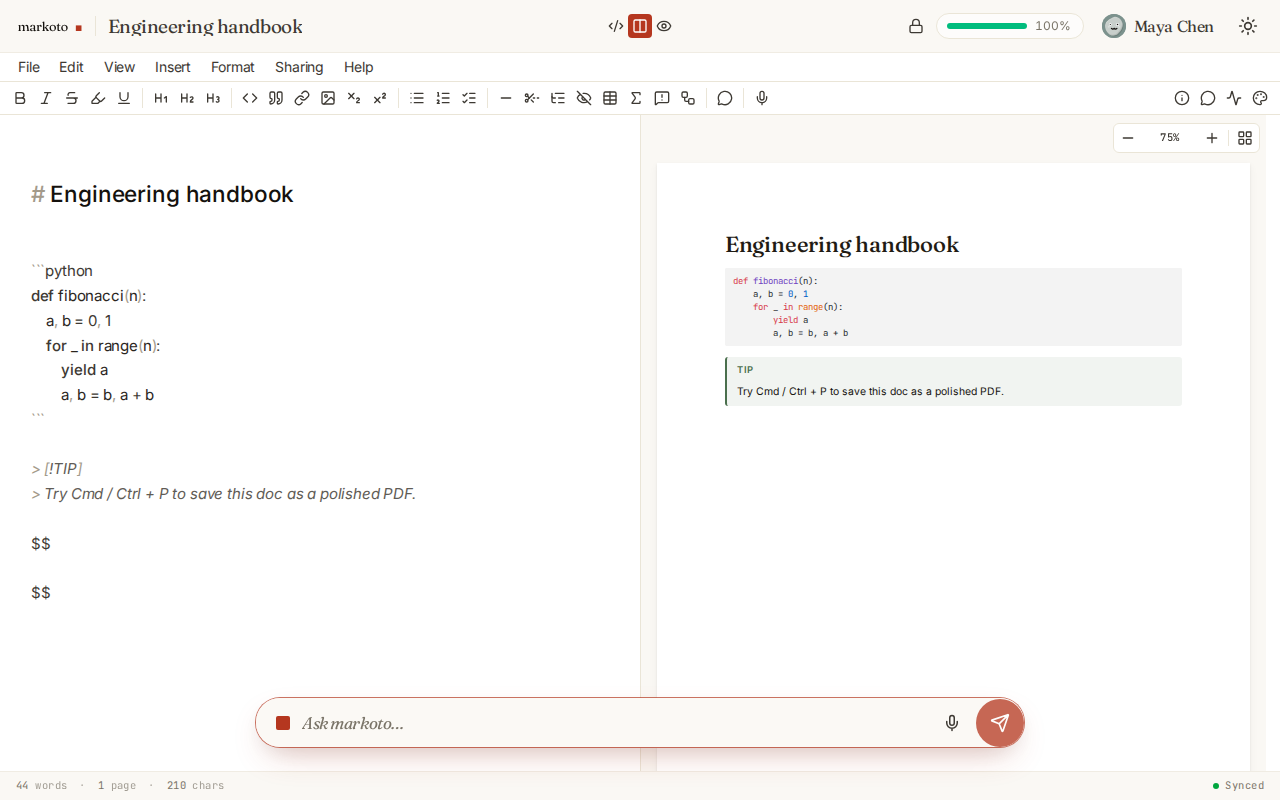 markoto
Engineering handbook
100%
Maya Chen
File Edit View Insert Format Sharing Help
H1 H2 H3
75%
# Engineering handbook
```python
def fibonacci(n):
    a, b = 0, 1
    for _ in range(n):
        yield a
        a, b = b, a + b
```
> [!TIP]
> Try Cmd / Ctrl + P to save this doc as a polished PDF.
$$
$$
Engineering handbook
def fibonacci(n):
    a, b = 0, 1
    for _ in range(n):
        yield a
        a, b = b, a + b
TIP
Try Cmd / Ctrl + P to save this doc as a polished PDF.
Ask markoto...
44 words · 1 page · 210 chars
Synced